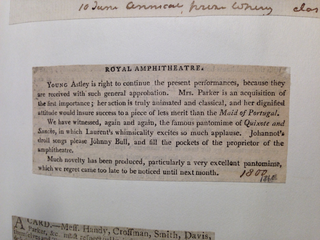 10 June
ROYAL AMPHITHEATRE.
YOUNG Astley is right to continue the present performances, because they
are received with such general approbation. Mrs. Parker is an acquisition of
the first importance; her action is truly animated and classical, and her dignified
attitude would insure success to a piece of less merit than the Maid of Portugal.
We have witnessed, again and again, the famous pantomime of Quixote and
Sancho, in which Laurent's whimsicality excites so much applause. Johannot's
droll songs please Johnny Bull, and fill the pockets of the proprietor of the
amphitheatre.
Much novelty has been produced, particularly a very excellent pantomime,
which we regret came too late to be noticed until next month.
1800
A CARD.—Mess. Handy, Crossman, Smith, Davis,
Parker, &c.